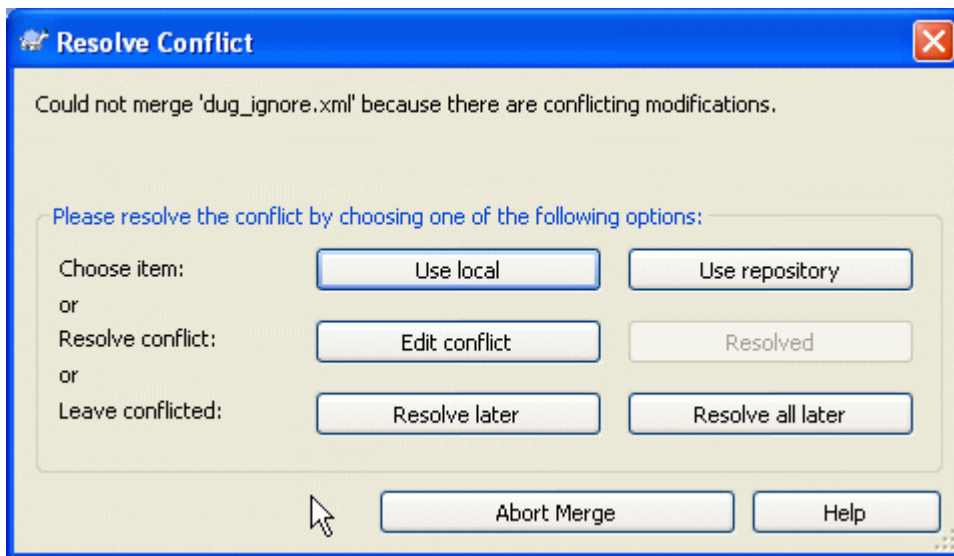 Resolve Conflict
Could not merge 'dug_ignore.xml' because there are conflicting modifications.
Please resolve the conflict by choosing one of the following options:
Choose item: Use local Use repository
or
Resolve conflict: Edit conflict Resolved
or
Leave conflicted: Resolve later Resolve all later
Abort Merge Help